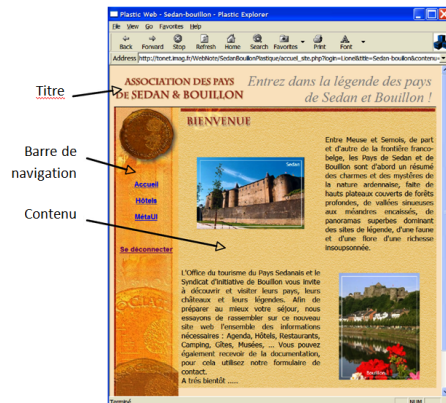 Plastic Web - Sedan-bouillon - Plastic Explorer
File View Go Favorites Help
Back Forward Stop Refresh Home Search Favorites Print Font
Address http://tonet.imag.fr/WebNote/SedanBouillonPlastique/accuel_site.php?login=Lionel&title=Sedan-bouillon&contenu=
Titre
ASSOCIATION DES PAYS
DE SEDAN & BOUILLON
Entrez dans la légende des pays
de Sedan et Bouillon !
BIENVENUE
Barre de
navigation
Accueil
Hôtels
MétaUI
Se déconnecter
Contenu
Sedan
Entre Meuse et Semois, de part
et d'autre de la frontière franco-
belge, les Pays de Sedan et de
Bouillon sont d'abord un résumé
des charmes et des mystères de
la nature ardennaise, faite de
hauts plateaux couverts de forêts
profondes, de vallées sinueuses
aux méandres encaissés, de
panoramas superbes dominant
des sites de légende, d'une faune
et d'une flore d'une richesse
insoupsonnée.
L'Office du tourisme du Pays Sedanais et le
Syndicat d'initiative de Bouillon vous invite
à découvrir et visiter leurs pays, leurs
châteaux et leurs légendes. Afin de
préparer au mieux votre séjour, nous
essayons de rassembler sur ce nouveau
site web l'ensemble des informations
nécessaires : Agenda, Hôtels, Restaurants,
Camping, Gîtes, Musées, ... Vous pouvez
également recevoir de la documentation,
pour cela utilisez notre formulaire de
contact.
A très bientôt .....
Bouillon
Terminé
NUM